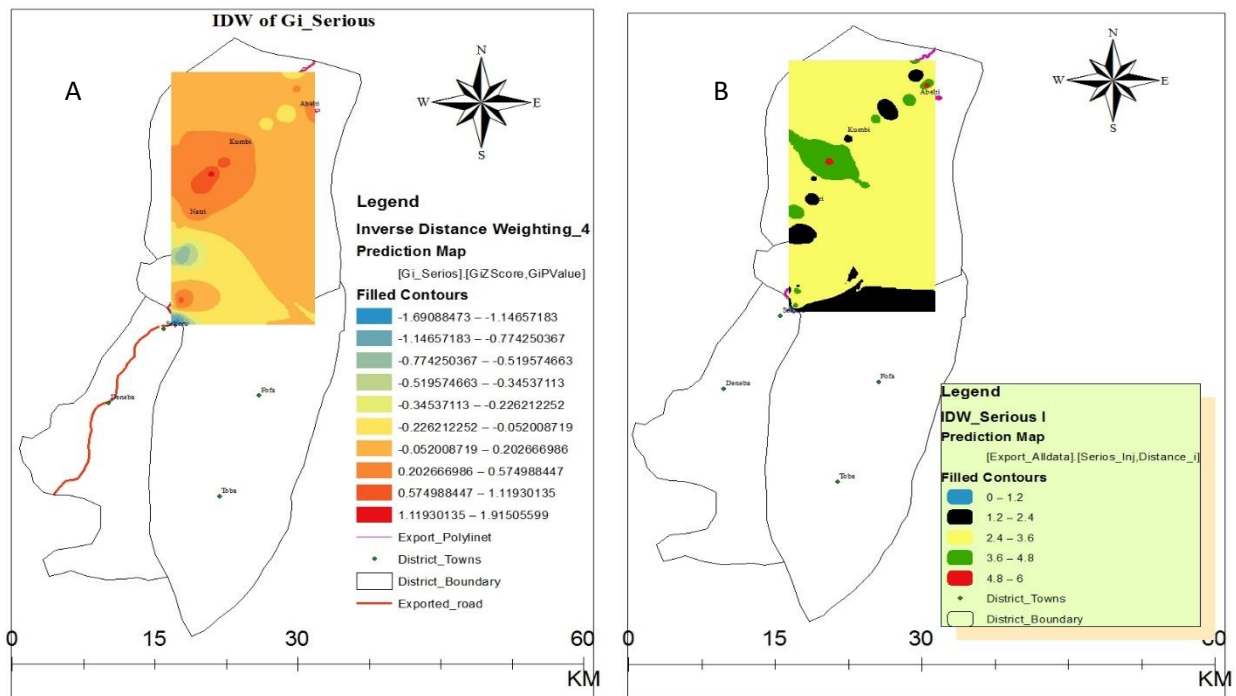 IDW of Gi_Serious
A
N
W
E
S
Abelti
Kumbi
Natri
Deneba
Fofa
Toba
Legend
Inverse Distance Weighting_4
Prediction Map
[Gi_Serios].[GiZScore,GiPValue]
Filled Contours
-1.69088473 – -1.14657183
-1.14657183 – -0.774250367
-0.774250367 – -0.519574663
-0.519574663 – -0.34537113
-0.34537113 – -0.226212252
-0.226212252 – -0.052008719
-0.052008719 – 0.202666986
0.202666986 – 0.574988447
0.574988447 – 1.11930135
1.11930135 – 1.91505599
Export_Polylinet
District_Towns
District_Boundary
Exported_road
0 15 30 60
KM
B
N
W
E
S
Abelti
Kumbi
Deneba
Fofa
Toba
Legend
IDW_Serious I
Prediction Map
[Export_Alldata].[Serios_Inj,Distance_i]
Filled Contours
0 – 1.2
1.2 – 2.4
2.4 – 3.6
3.6 – 4.8
4.8 – 6
District_Towns
District_Boundary
0 15 30 60
KM